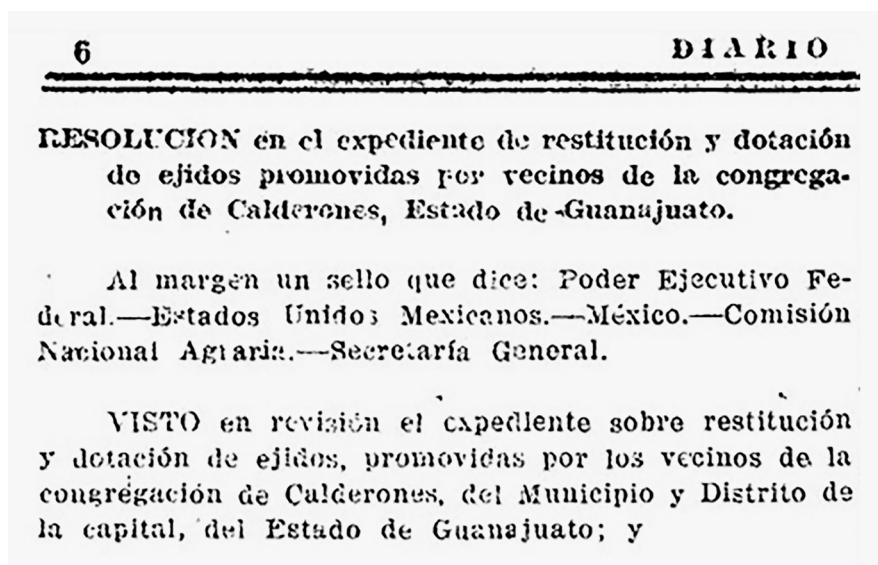 6 DIARIO
RESOLUCION en el expediente de restitución y dotación
de ejidos promovidas por vecinos de la congrega-
ción de Calderones, Estado de Guanajuato.
Al margen un sello que dice: Poder Ejecutivo Fe-
deral.—Estados Unidos Mexicanos.—México.—Comisión
Nacional Agraria.—Secretaría General.
VISTO en revisión el expediente sobre restitución
y dotación de ejidos, promovidas por los vecinos de la
congregación de Calderones, del Municipio y Distrito de
la capital, del Estado de Guanajuato; y